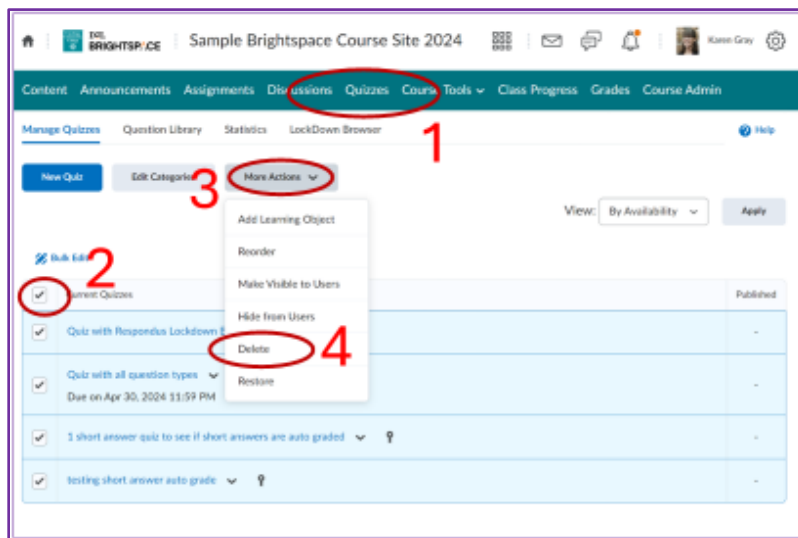 D2L BRIGHTSPACE Sample Brightspace Course Site 2024 Karen Gray
Content Announcements Assignments Discussions Quizzes Course Tools Class Progress Grades Course Admin
1
Manage Quizzes Question Library Statistics LockDown Browser Help
New Quiz Edit Categories 3 More Actions
View: By Availability Apply
Add Learning Object
Reorder
Bulk Edit
2
Make Visible to Users
Current Quizzes Published
Hide from Users
Quiz with Respondus Lockdown
Delete 4
Quiz with all question types
Restore
Due on Apr 30, 2024 11:59 PM
1 short answer quiz to see if short answers are auto graded
testing short answer auto grade